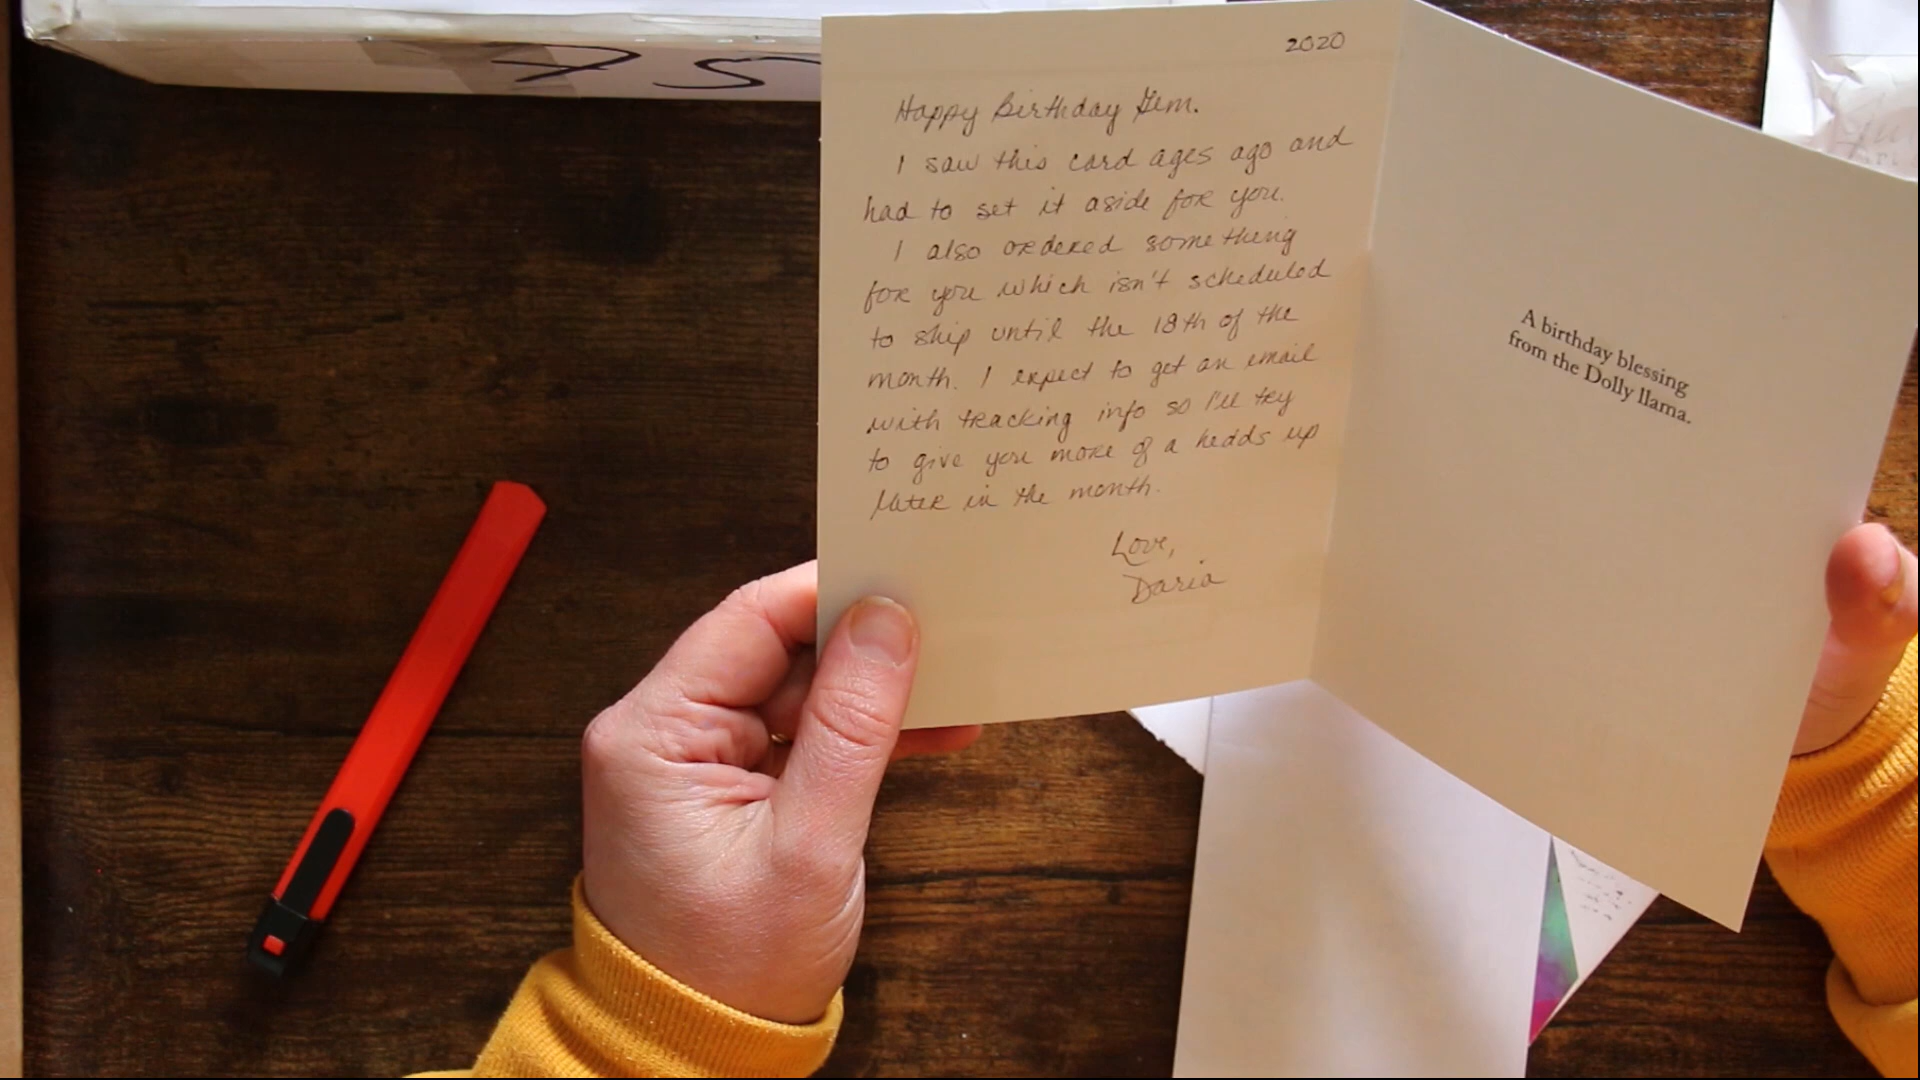 2020
Happy Birthday Gem.
I saw this card ages ago and
had to set it aside for you.
I also ordered something
for you which isn't scheduled
to ship until the 18th of the
month. I expect to get an email
with tracking info so I'll try
to give you more of a heads up
later in the month.
Love,
Daria
A birthday blessing
from the Dolly llama.